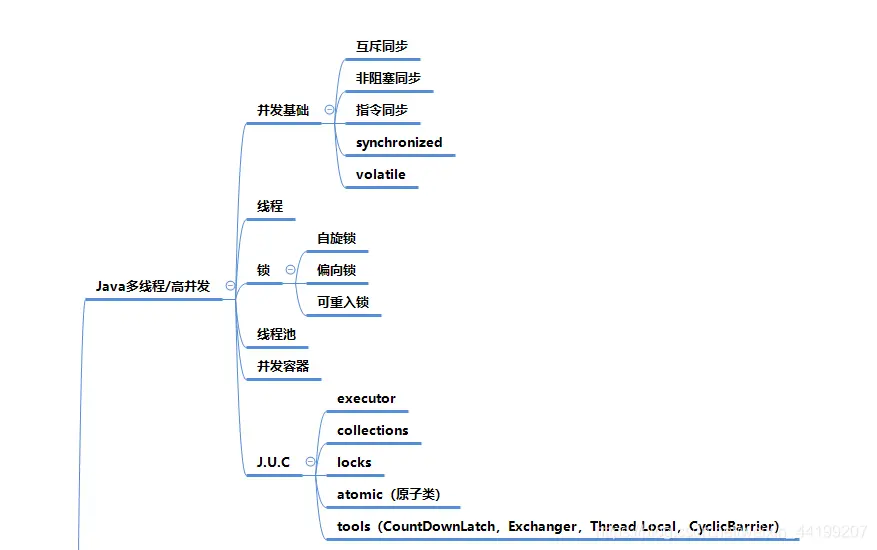 互斥同步
非阻塞同步
并发基础
指令同步
synchronized
volatile
线程
自旋锁
锁
偏向锁
Java多线程/高并发
可重入锁
线程池
并发容器
executor
collections
J.U.C
locks
atomic（原子类）
tools（CountDownLatch，Exchanger，Thread Local，CyclicBarrier）
44199207